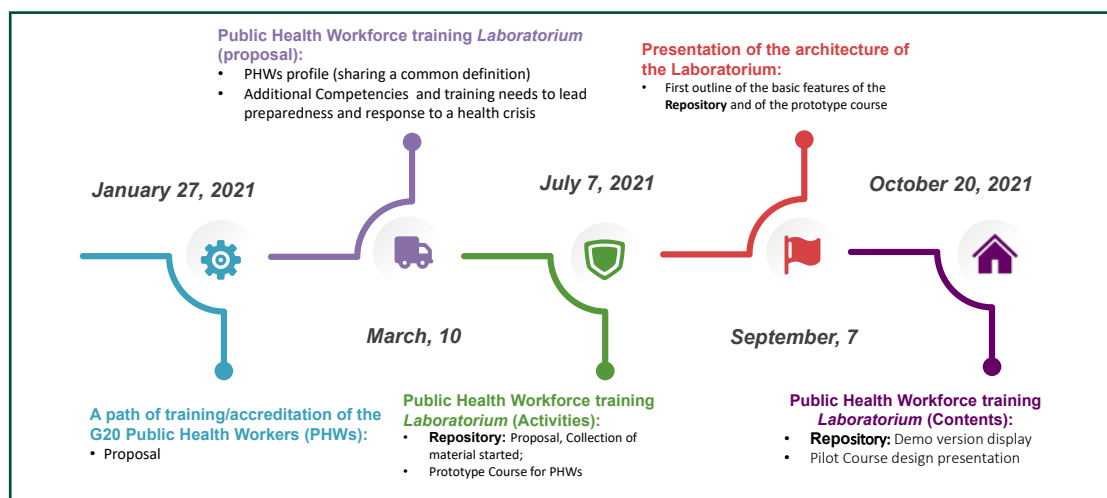 Public Health Workforce training Laboratorium
(proposal):
• PHWs profile (sharing a common definition)
• Additional Competencies and training needs to lead
preparedness and response to a health crisis
Presentation of the architecture of
the Laboratorium:
• First outline of the basic features of the
Repository and of the prototype course
January 27, 2021
July 7, 2021
October 20, 2021
March, 10
September, 7
A path of training/accreditation of the
G20 Public Health Workers (PHWs):
• Proposal
Public Health Workforce training
Laboratorium (Activities):
• Repository: Proposal, Collection of
material started;
• Prototype Course for PHWs
Public Health Workforce training
Laboratorium (Contents):
• Repository: Demo version display
• Pilot Course design presentation